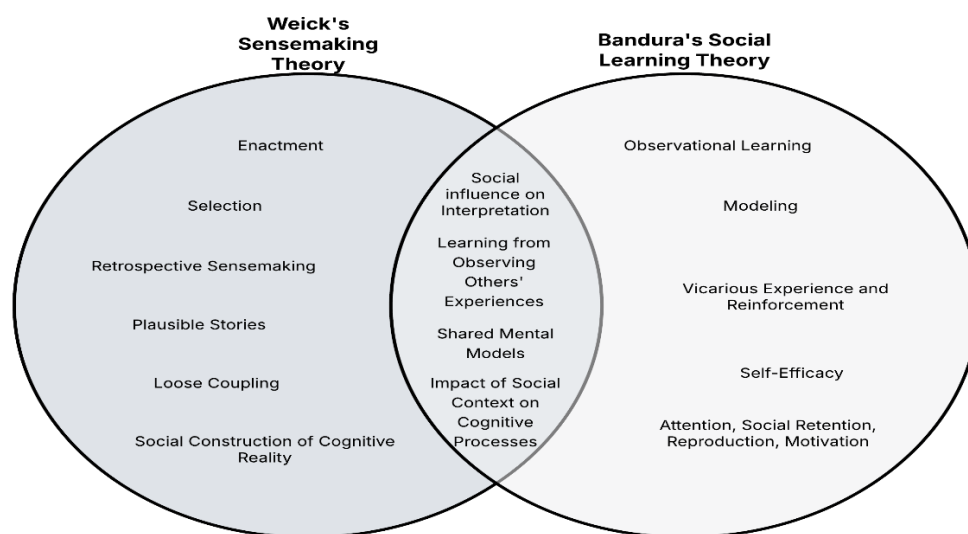 Weick's
Sensemaking
Theory
Bandura's Social
Learning Theory
Enactment
Selection
Retrospective Sensemaking
Plausible Stories
Loose Coupling
Social Construction of Cognitive
Reality
Social
influence on
Interpretation
Learning from
Observing
Others'
Experiences
Shared Mental
Models
Impact of Social
Context on
Cognitive
Processes
Observational Learning
Modeling
Vicarious Experience and
Reinforcement
Self-Efficacy
Attention, Social Retention,
Reproduction, Motivation